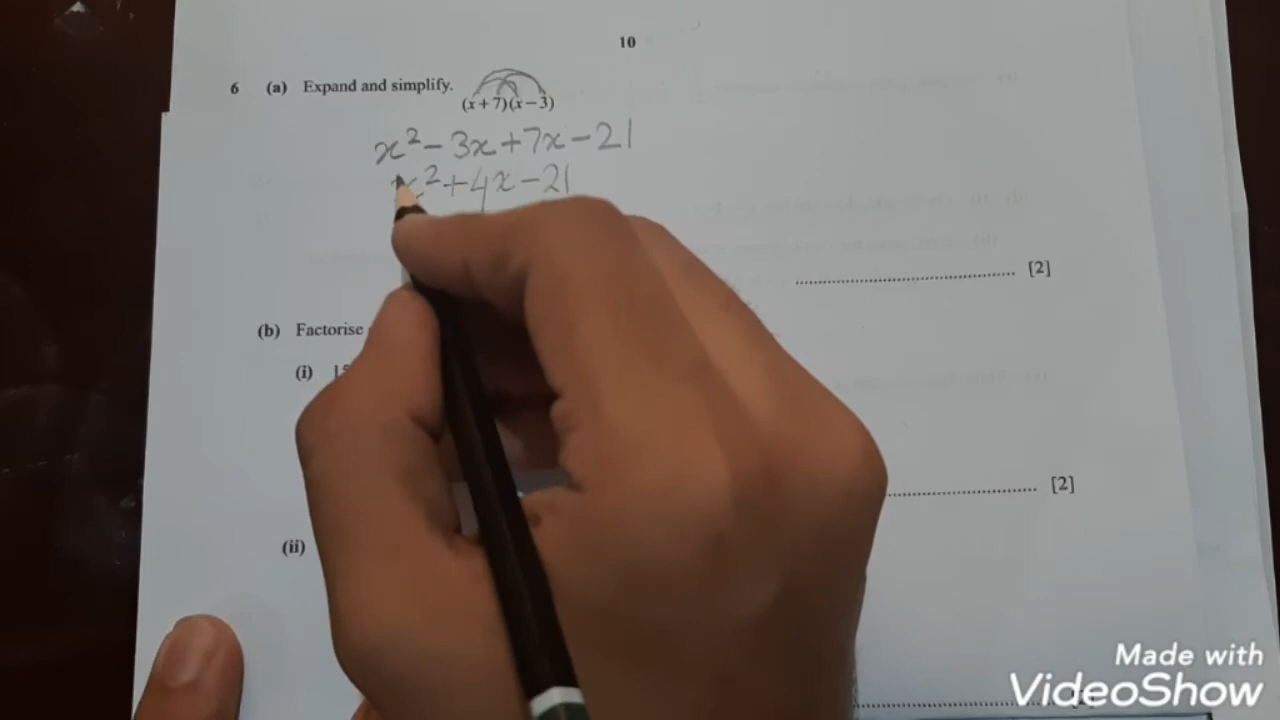 10
6 (a) Expand and simplify.
(x+7)(x−3)
x² − 3x + 7x − 21
x² + 4x − 21
[2]
(b) Factorise
(i)
[2]
(ii)
Made with
VideoShow